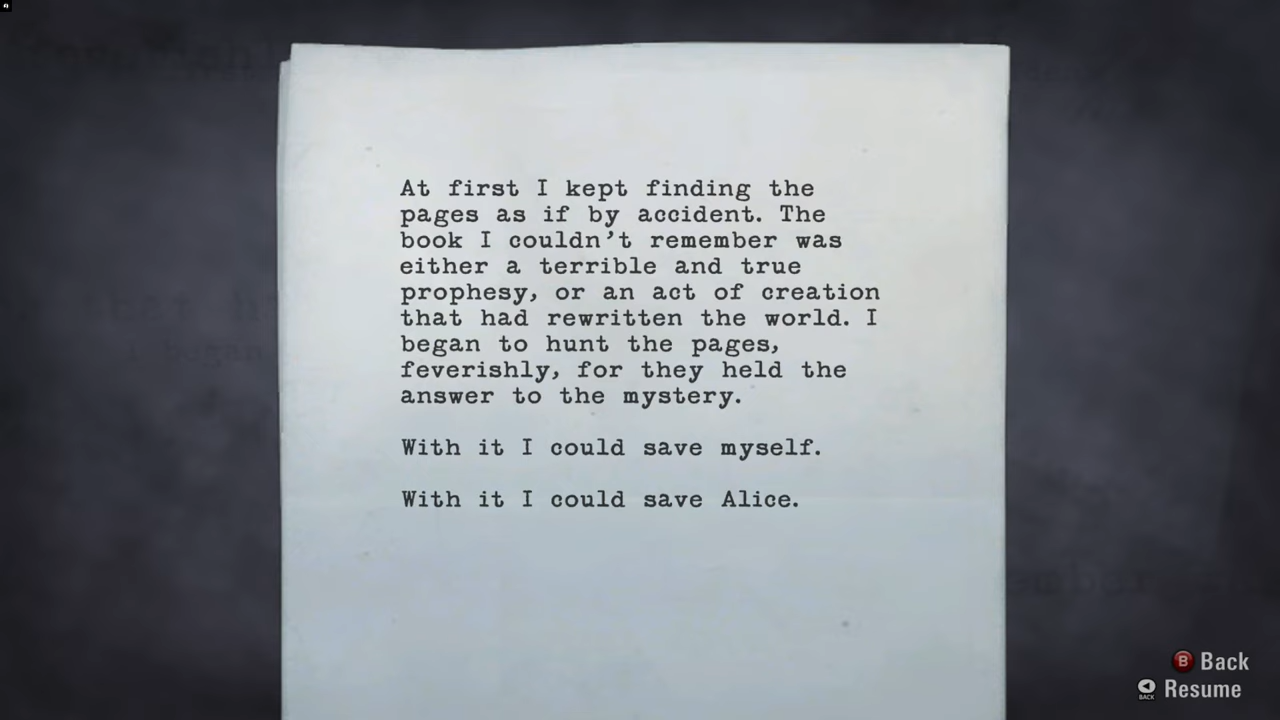 At first I kept finding the
pages as if by accident. The
book I couldn't remember was
either a terrible and true
prophesy, or an act of creation
that had rewritten the world. I
began to hunt the pages,
feverishly, for they held the
answer to the mystery.
With it I could save myself.
With it I could save Alice.
B Back
BACK Resume